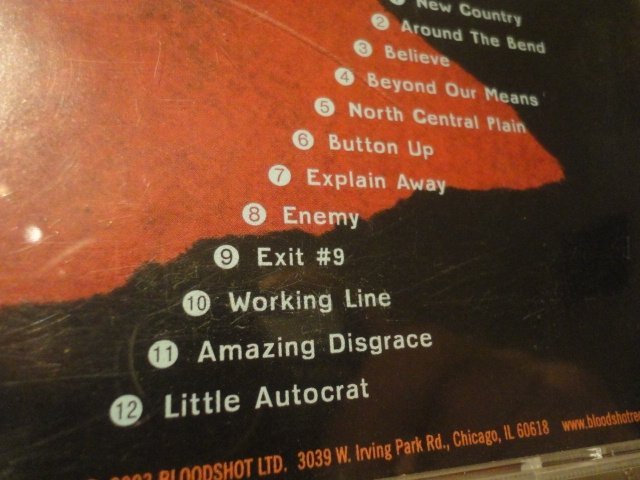 New Country
2 Around The Bend
3 Believe
4 Beyond Our Means
5 North Central Plain
6 Button Up
7 Explain Away
8 Enemy
9 Exit #9
10 Working Line
11 Amazing Disgrace
12 Little Autocrat
BLOODSHOT LTD. 3039 W. Irving Park Rd., Chicago, IL 60618 www.bloodshotre